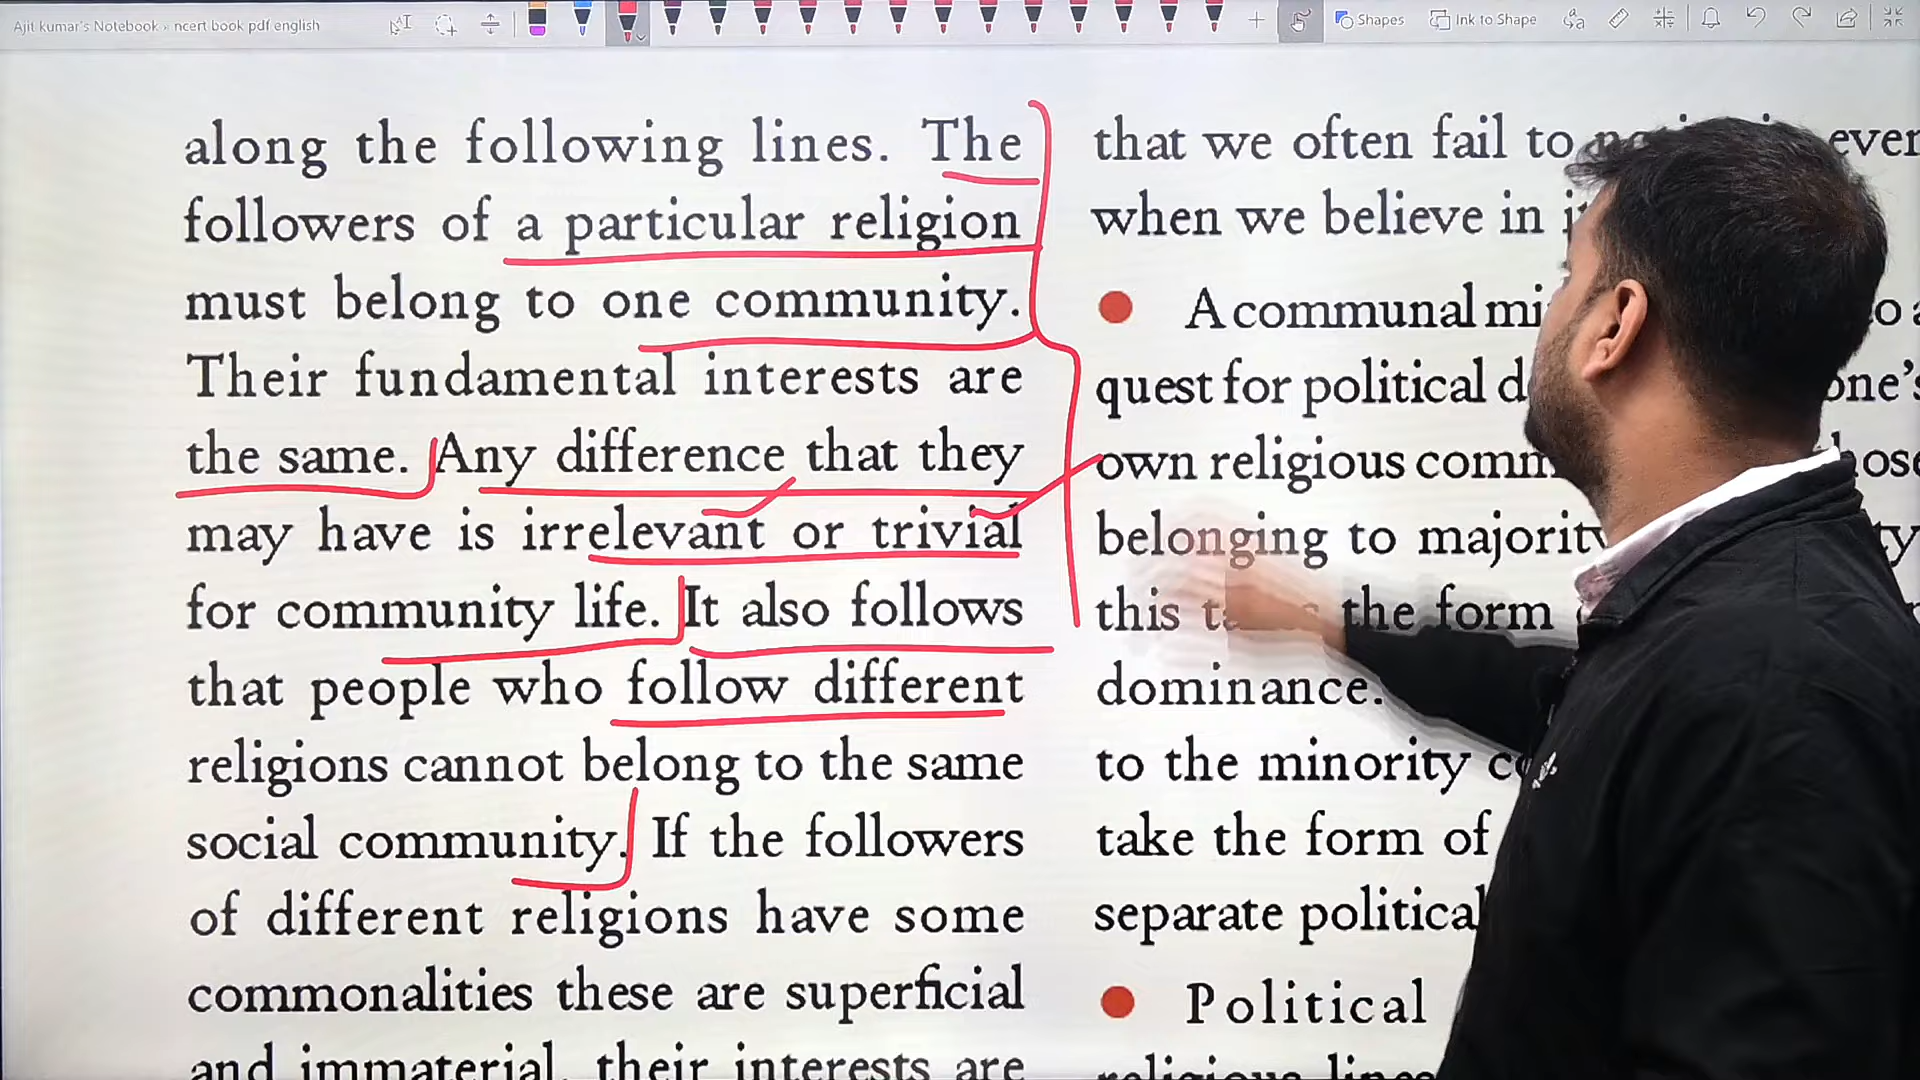 Ajit kumar's Notebook » ncert book pdf english
Shapes
Ink to Shape
along the following lines. The
followers of a particular religion
must belong to one community.
Their fundamental interests are
the same. Any difference that they
may have is irrelevant or trivial
for community life. It also follows
that people who follow different
religions cannot belong to the same
social community. If the followers
of different religions have some
commonalities these are superficial
and immaterial, their interests are
that we often fail to ever
when we believe in
A communal
quest for political one's
own religious
belonging to
this the form
dominance.
to the minority
take the form of
separate political
Political
religious lines